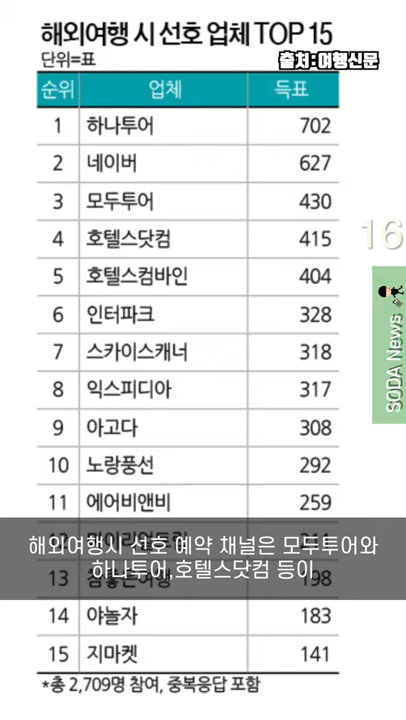 해외여행 시 선호 업체 TOP 15
단위=표
출처:여행신문
순위 업체 득표
1 하나투어 702
2 네이버 627
3 모두투어 430
4 호텔스닷컴 415
16
5 호텔스컴바인 404
6 인터파크 328
SODA News
7 스카이스캐너 318
8 익스피디아 317
9 아고다 308
10 노랑풍선 292
11 에어비앤비 259
해외여행시 선호 예약 채널은 모두투어와
하나투어,호텔스닷컴 등이
13 참좋은여행 198
14 야놀자 183
15 지마켓 141
*총 2,709명 참여, 중복응답 포함